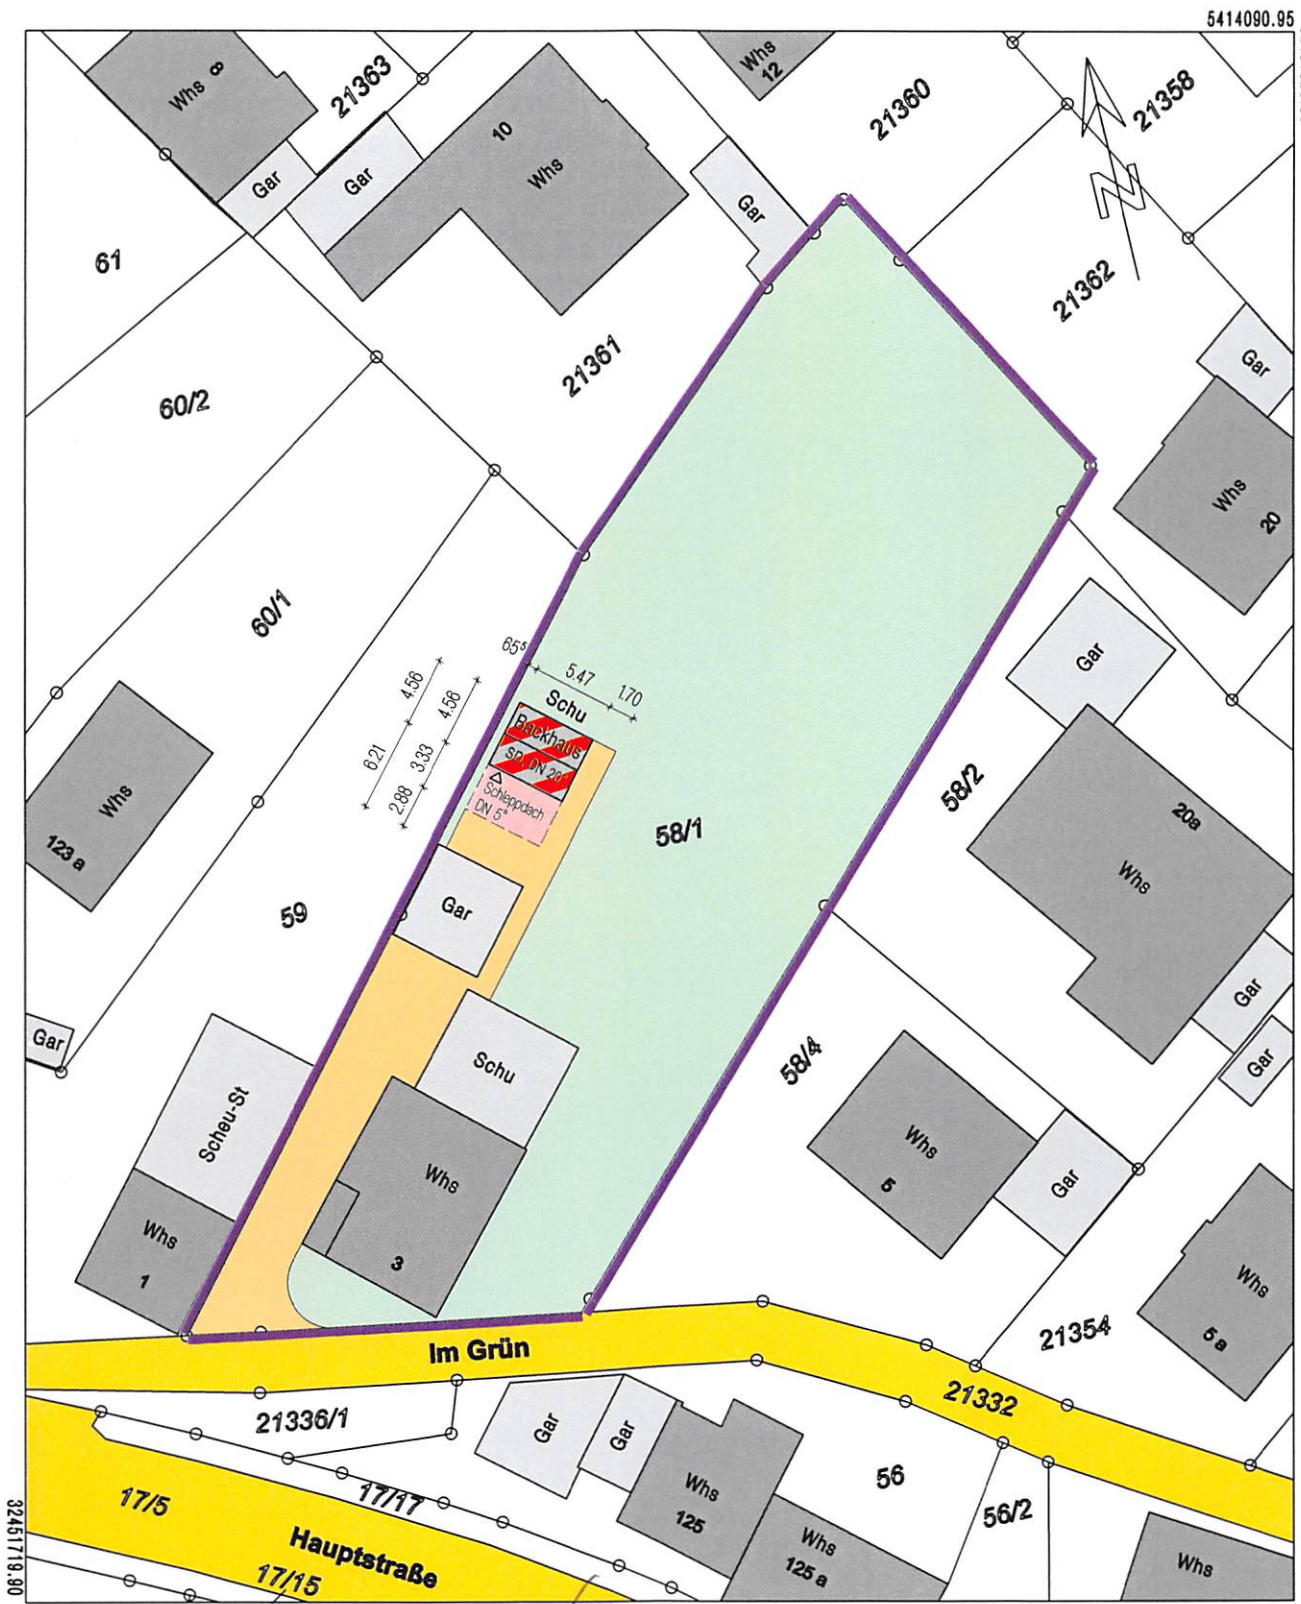 5414090.95
Whs 8
21363
10
Whs
Whs
12
21360
21358
N
Gar
Gar
Gar
61
21362
21361
Gar
60/2
Whs
20
60/1
65⁵
5.47
1.70
4.56
4.56
6.21
3.33
2.88
Schu
Backhaus
SD, DN 20°
Schleppdach
DN 5°
Gar
58/2
20a
Whs
58/1
Whs
123 a
59
Gar
Gar
Gar
Gar
Schu
58/4
Scheu-St
Whs
5
Gar
Whs
3
Whs
1
Whs
5 a
21354
Im Grün
21332
21336/1
Gar
Gar
17/5
17/17
Whs
125
56
56/2
Hauptstraße
17/15
Whs
125 a
Whs
32451719.80